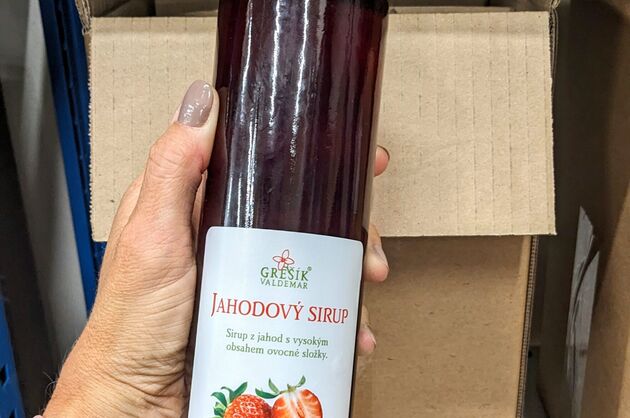 GREŠÍK®
VALDEMAR
JAHODOVÝ SIRUP
Sirup z jahod s vysokým
obsahem ovocné složky.